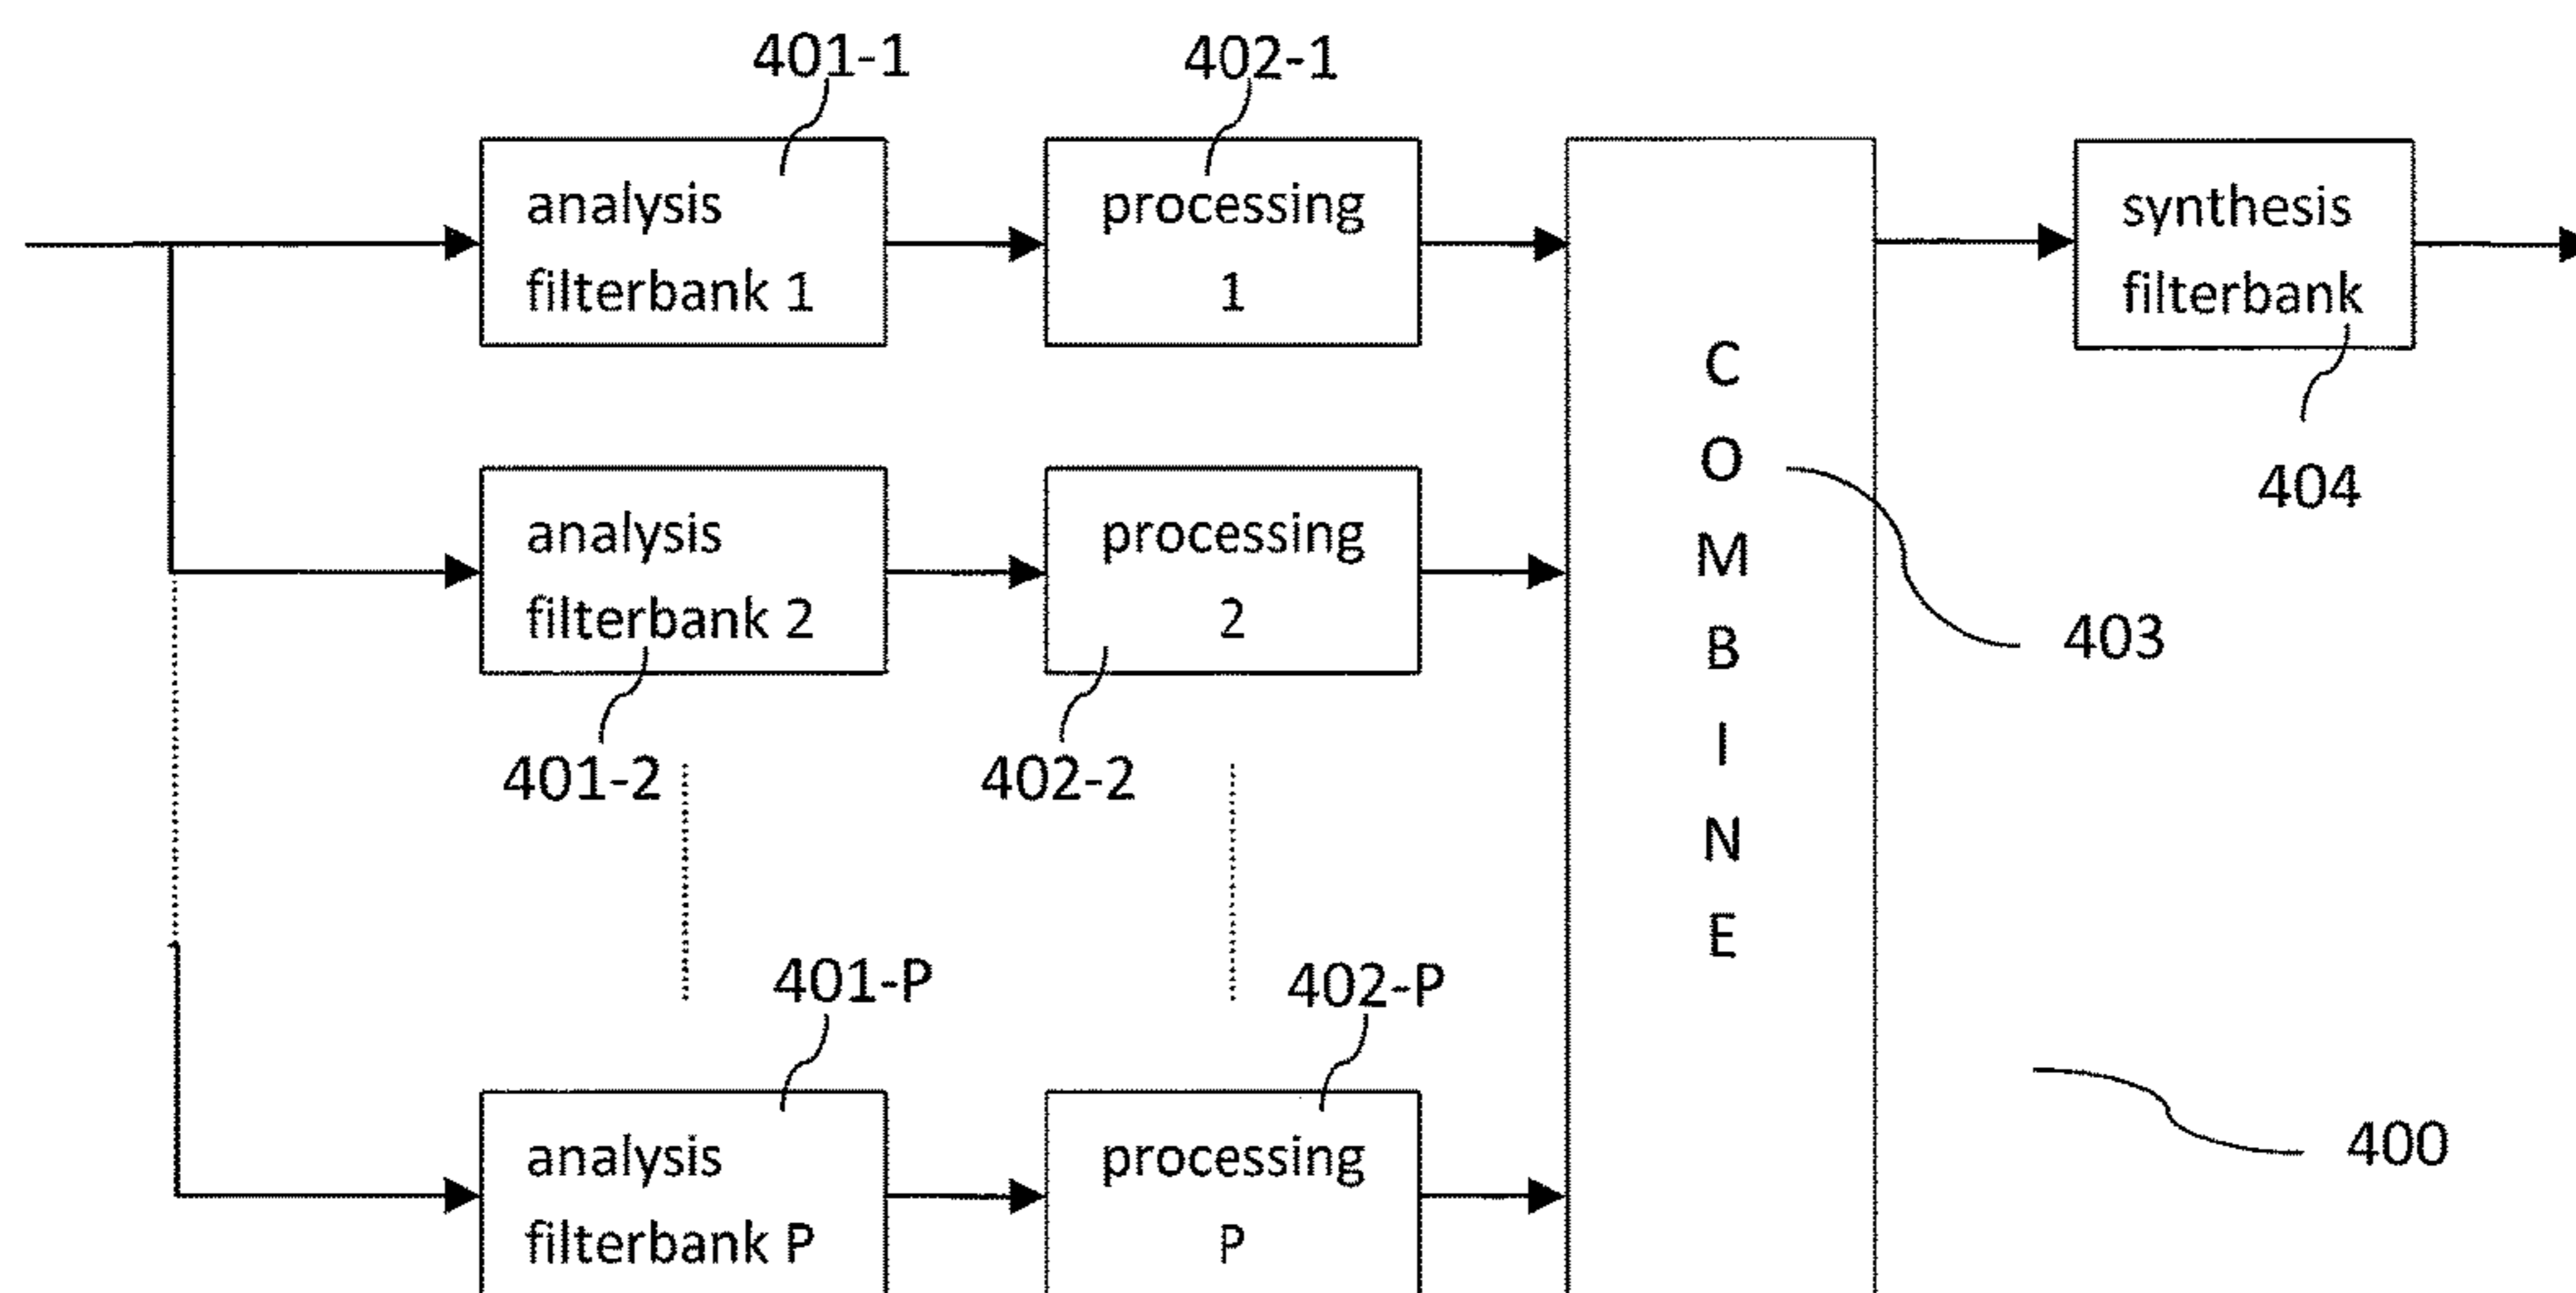 401-1
402-1
analysis
filterbank 1
processing
1
synthesis
filterbank
404
analysis
filterbank 2
processing
2
401-2
402-2
C
O
M
B
I
N
E
403
401-P
402-P
analysis
filterbank P
processing
P
400